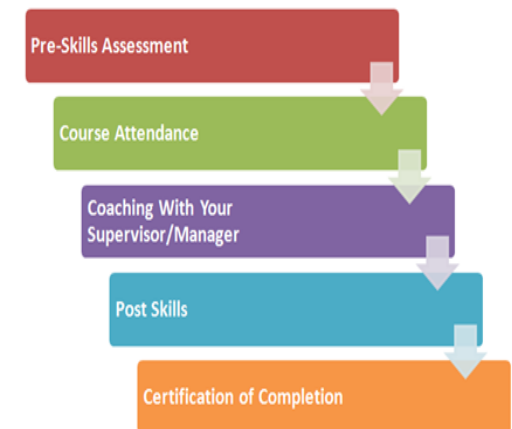 Pre-Skills Assessment
Course Attendance
Coaching With Your
Supervisor/Manager
Post Skills
Certification of Completion